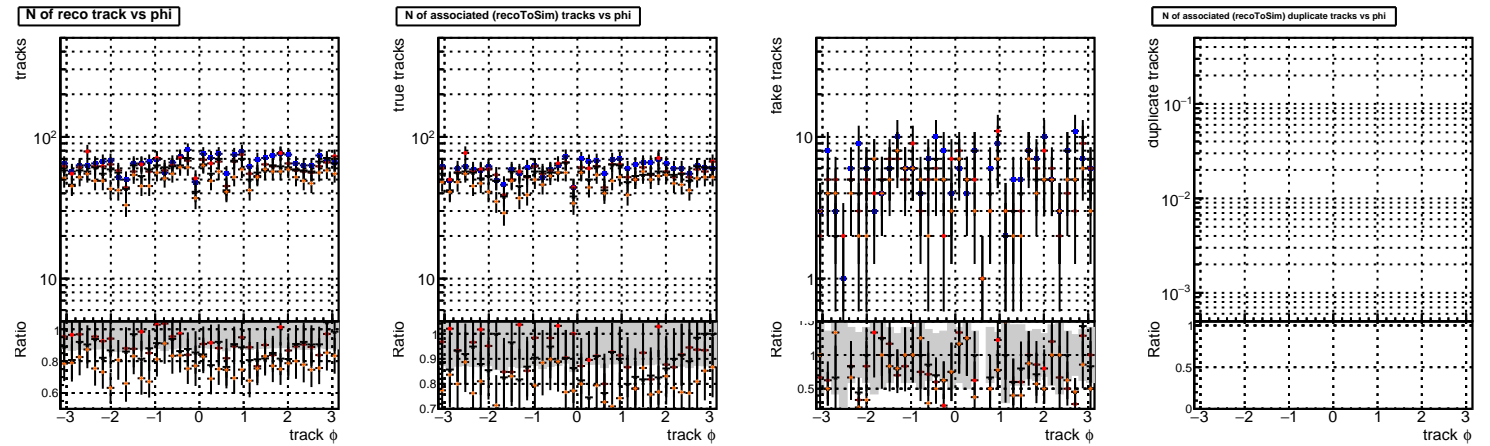 N of reco track vs phi
tracks
10²
10
Ratio
1
0.8
0.6
−3 −2 −1 0 1 2 3
track φ
N of associated (recoToSim) tracks vs phi
true tracks
10²
10
Ratio
1
0.9
0.8
0.7
−3 −2 −1 0 1 2 3
track φ
fake tracks
10
1
Ratio
1.5
1
0.5
−3 −2 −1 0 1 2 3
track φ
N of associated (recoToSim) duplicate tracks vs phi
duplicate tracks
10⁻¹
10⁻²
10⁻³
Ratio
1
0.5
0
−3 −2 −1 0 1 2 3
track φ